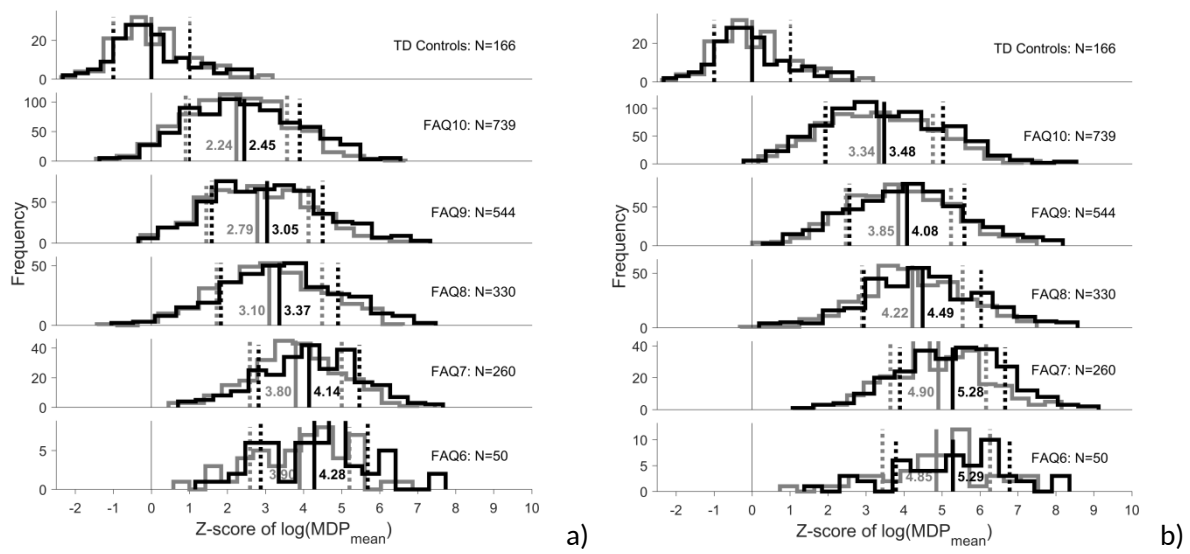 20
0
TD Controls: N=166
100
50
0
FAQ10: N=739
2.24 2.45
50
0
FAQ9: N=544
2.79 3.05
50
0
FAQ8: N=330
3.10 3.37
40
20
0
FAQ7: N=260
3.80 4.14
5
0
FAQ6: N=50
3.90 4.28
Frequency
-2 -1 0 1 2 3 4 5 6 7 8 9 10
Z-score of log(MDPmean)
a)
20
0
TD Controls: N=166
100
50
0
FAQ10: N=739
3.34 3.48
50
0
FAQ9: N=544
3.85 4.08
50
0
FAQ8: N=330
4.22 4.49
40
20
0
FAQ7: N=260
4.90 5.28
10
5
0
FAQ6: N=50
4.85 5.29
Frequency
-2 -1 0 1 2 3 4 5 6 7 8 9 10
Z-score of log(MDPmean)
b)